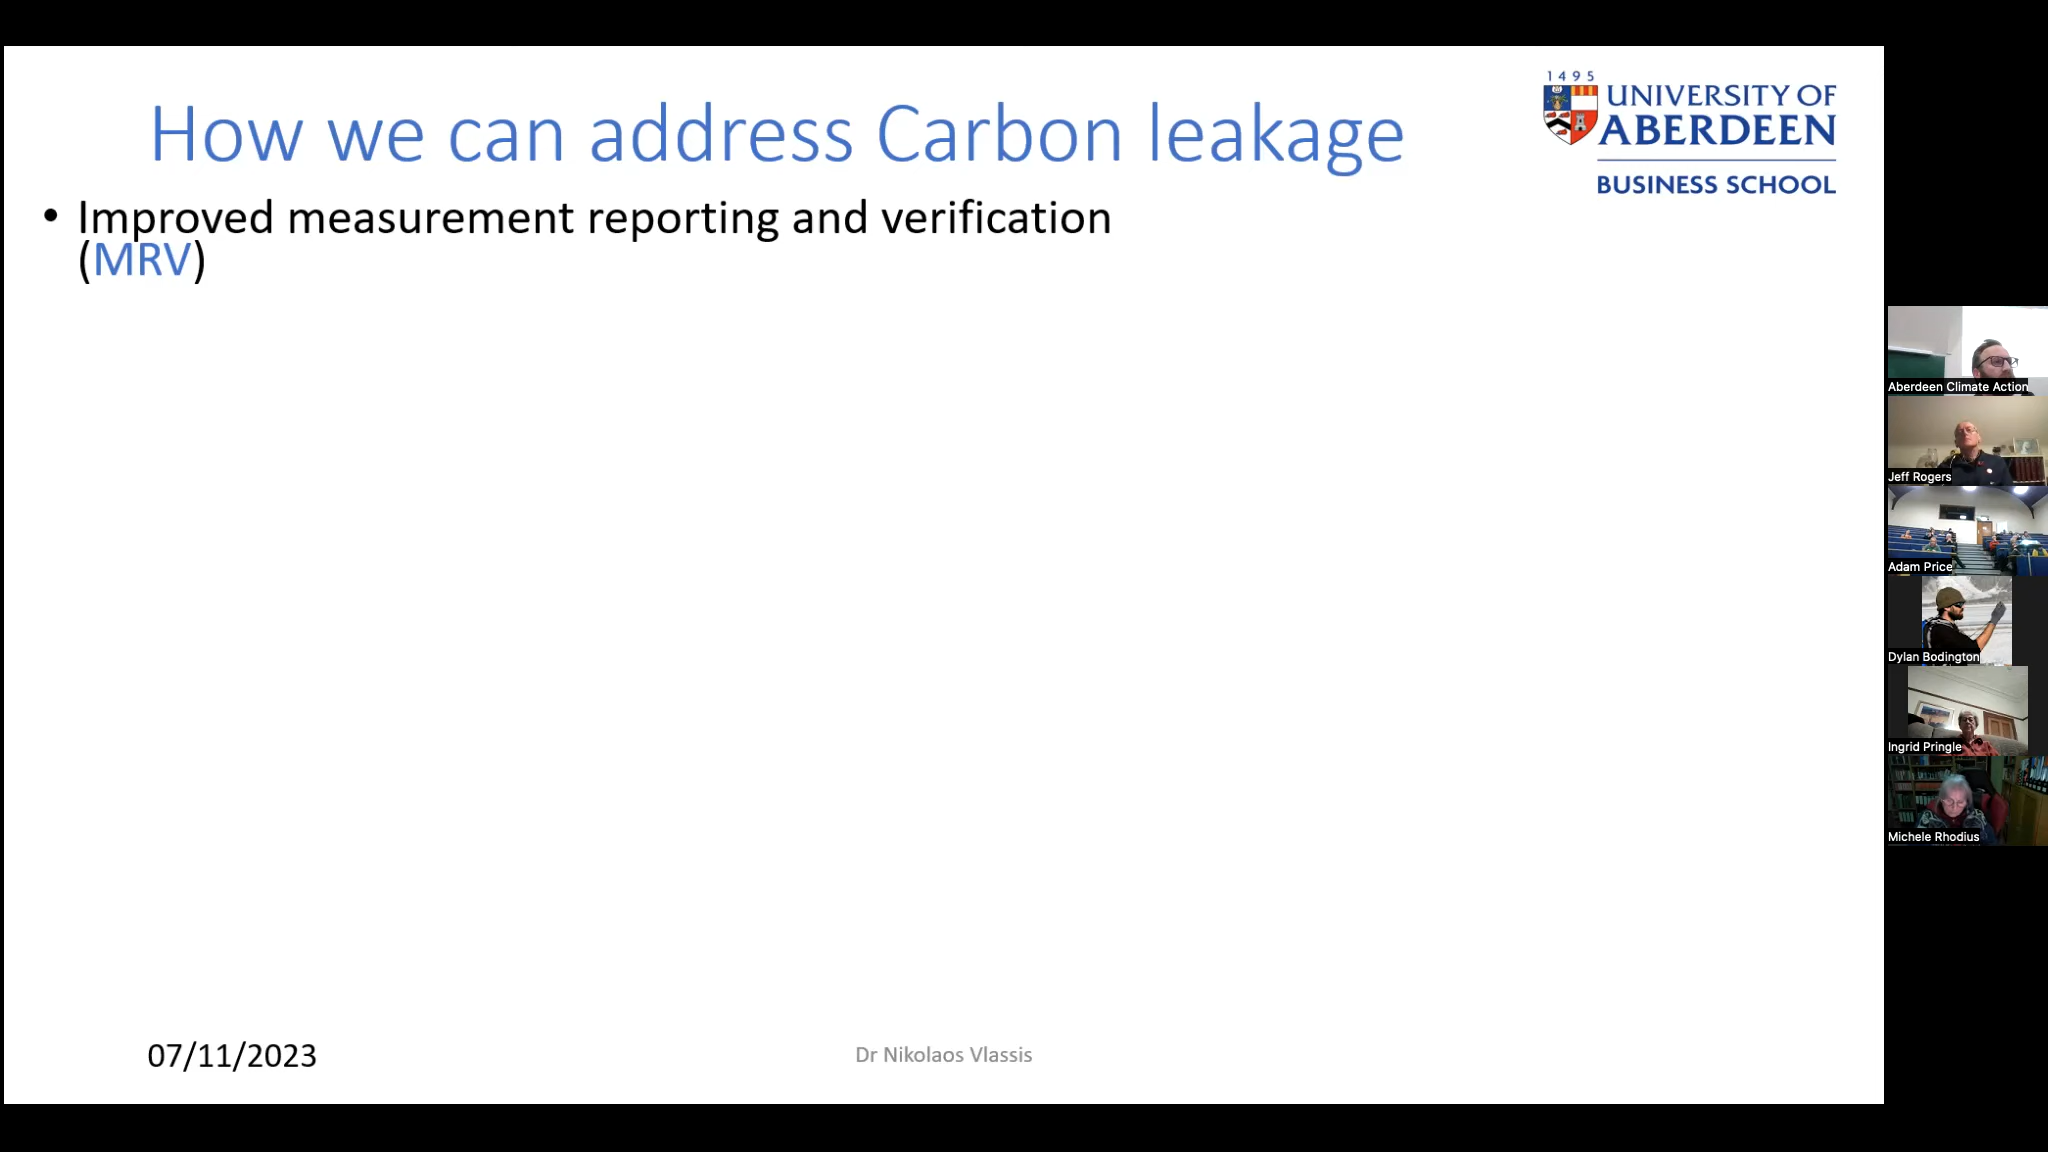 How we can address Carbon leakage
1495
UNIVERSITY OF
ABERDEEN
BUSINESS SCHOOL
• Improved measurement reporting and verification
(MRV)
07/11/2023
Dr Nikolaos Vlassis
Aberdeen Climate Action
Jeff Rogers
Adam Price
Dylan Bodington
Ingrid Pringle
Michele Rhodius